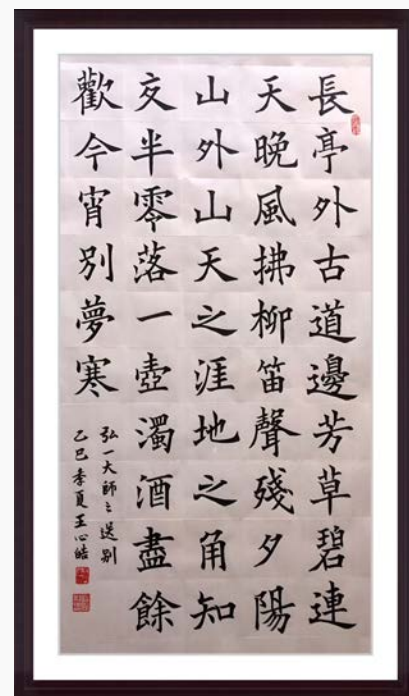 長亭外古道邊芳草碧連
天晚風拂柳笛聲殘夕陽
山外山天之涯地之角知
交半零落一壺濁酒盡餘
歡今宵別夢寒
弘一大師之送别
乙巳季夏王心皓